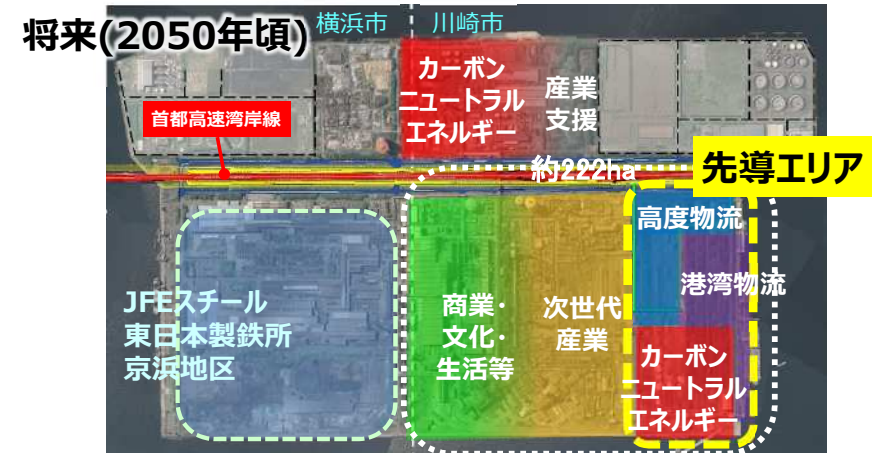 将来(2050年頃)
横浜市
川崎市
首都高速湾岸線
カーボン
ニュートラル
エネルギー
産業
支援
約222ha
先導エリア
JFEスチール
東日本製鉄所
京浜地区
商業・
文化・
生活等
次世代
産業
高度物流
港湾物流
カーボン
ニュートラル
エネルギー